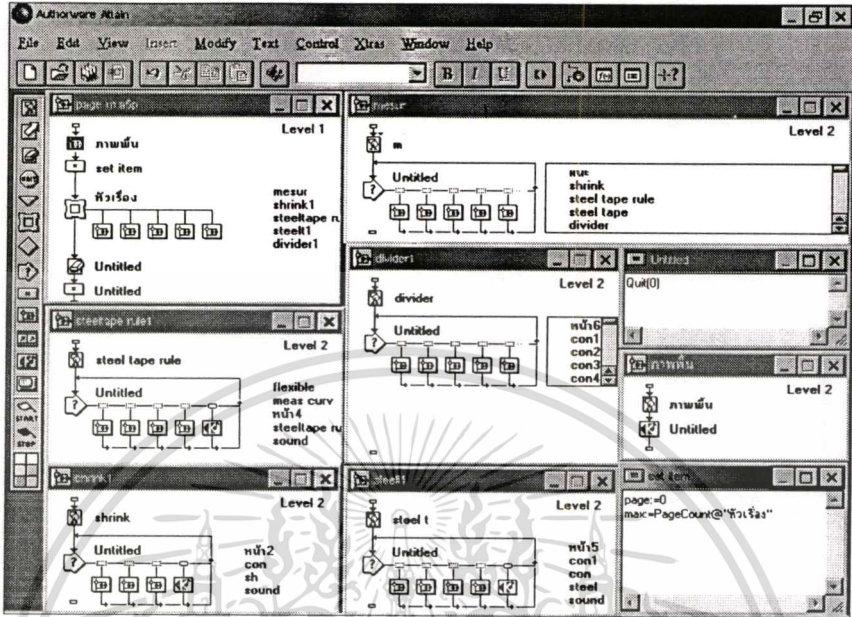 Authorware Attain
File Edit View Insert Modify Text Control Xtras Window Help
B I U
page
Level 1
ภาพพื้น
set item
หัวเรื่อง
mesur
shrink1
steeltape ru
steelt1
divider1
Untitled
Untitled
mesur
Level 2
m
Untitled
shrink
steel tape rule
steel tape
divider
divider1
Level 2
divider
Untitled
หน้า6
con1
con2
con3
con4
Untitled
Quit(0)
steeltape rule1
Level 2
steel tape rule
Untitled
flexible
meas curv
หน้า4
steeltape ru
sound
ภาพพื้น
Level 2
ภาพพื้น
Untitled
shrink1
Level 2
shrink
Untitled
หน้า2
con
sh
sound
steelt1
Level 2
steel t
Untitled
หน้า5
con1
con
steel
sound
set item
page:=0
max:=PageCount@"หัวเรื่อง"
START
STOP